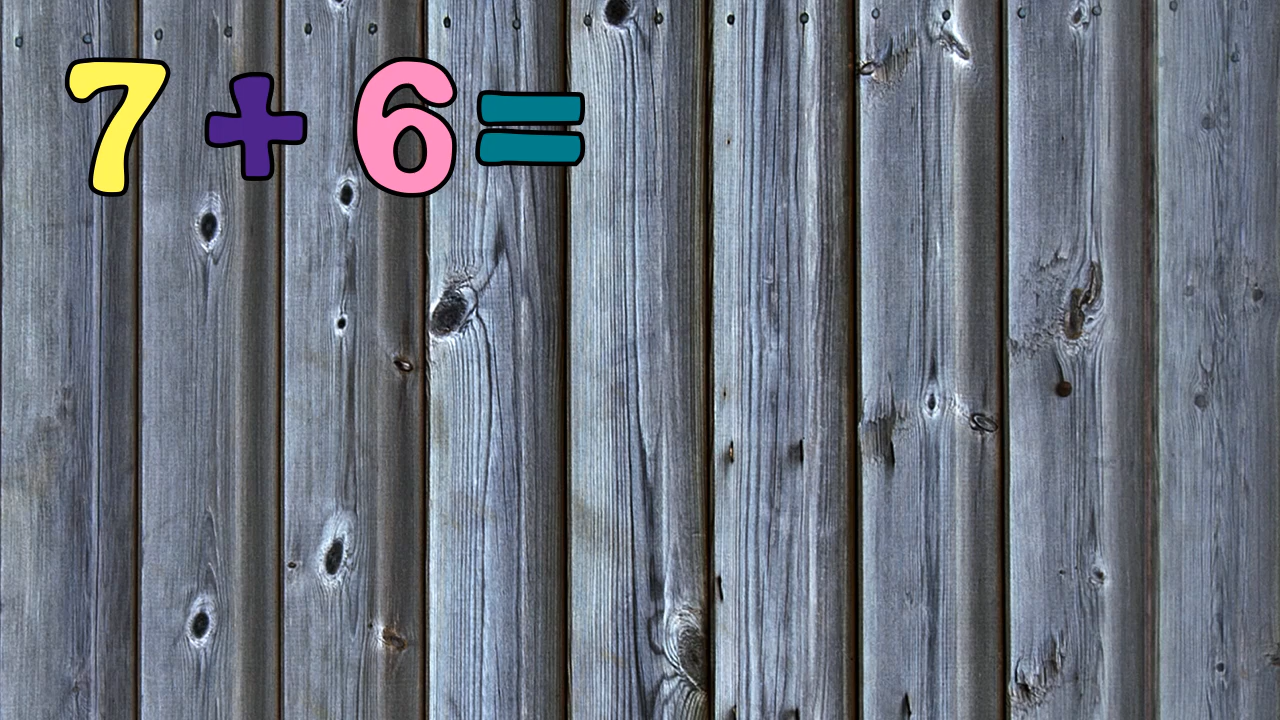 7 + 6 =